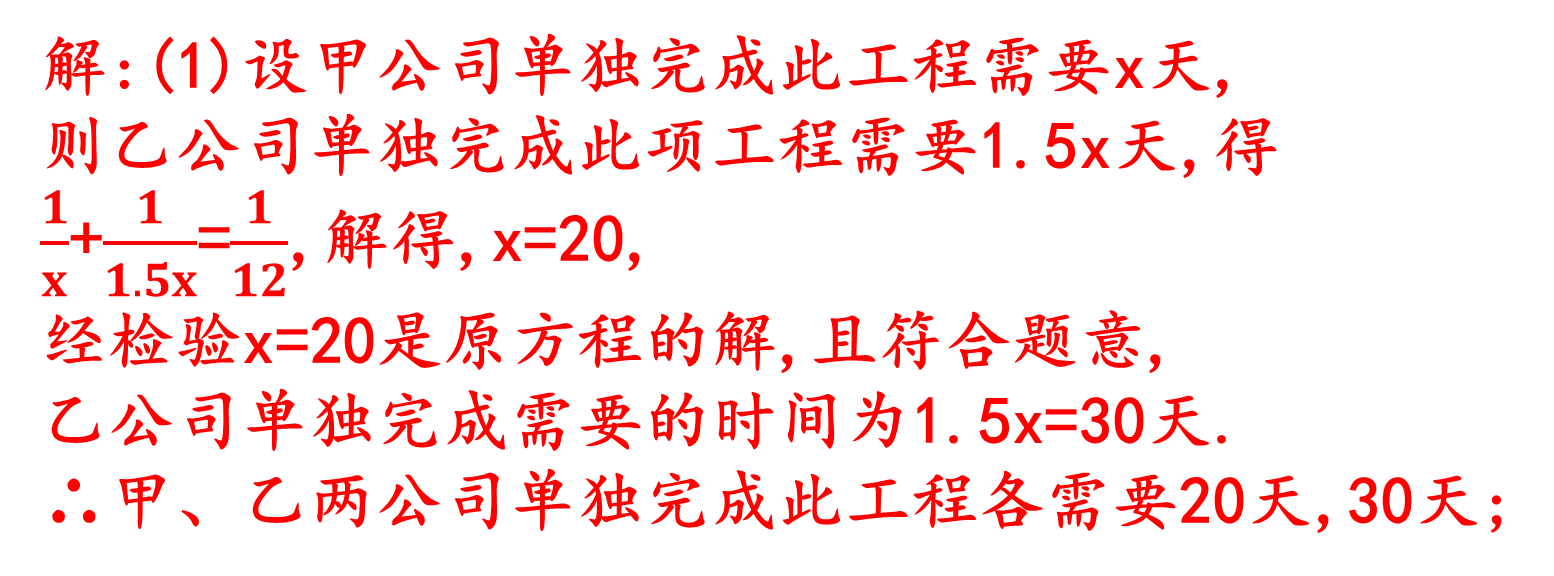 解:(1)设甲公司单独完成此工程需要x天,
则乙公司单独完成此项工程需要1.5x天,得
1/x+1/1.5x=1/12,解得,x=20,
经检验x=20是原方程的解,且符合题意,
乙公司单独完成需要的时间为1.5x=30天.
∴甲、乙两公司单独完成此工程各需要20天,30天;